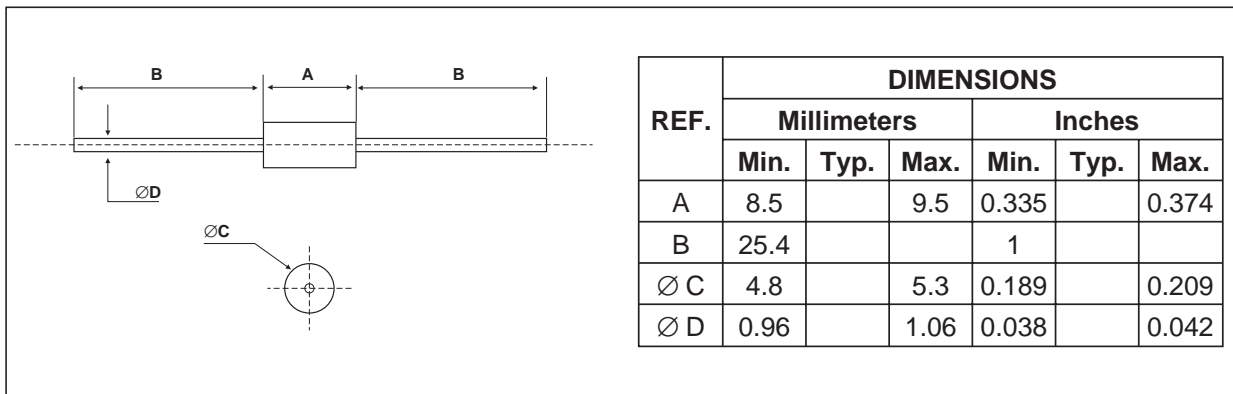 B A B
∅D
∅C
REF. DIMENSIONS
Millimeters Inches
Min. Typ. Max. Min. Typ. Max.
A 8.5 9.5 0.335 0.374
B 25.4 1
∅ C 4.8 5.3 0.189 0.209
∅ D 0.96 1.06 0.038 0.042